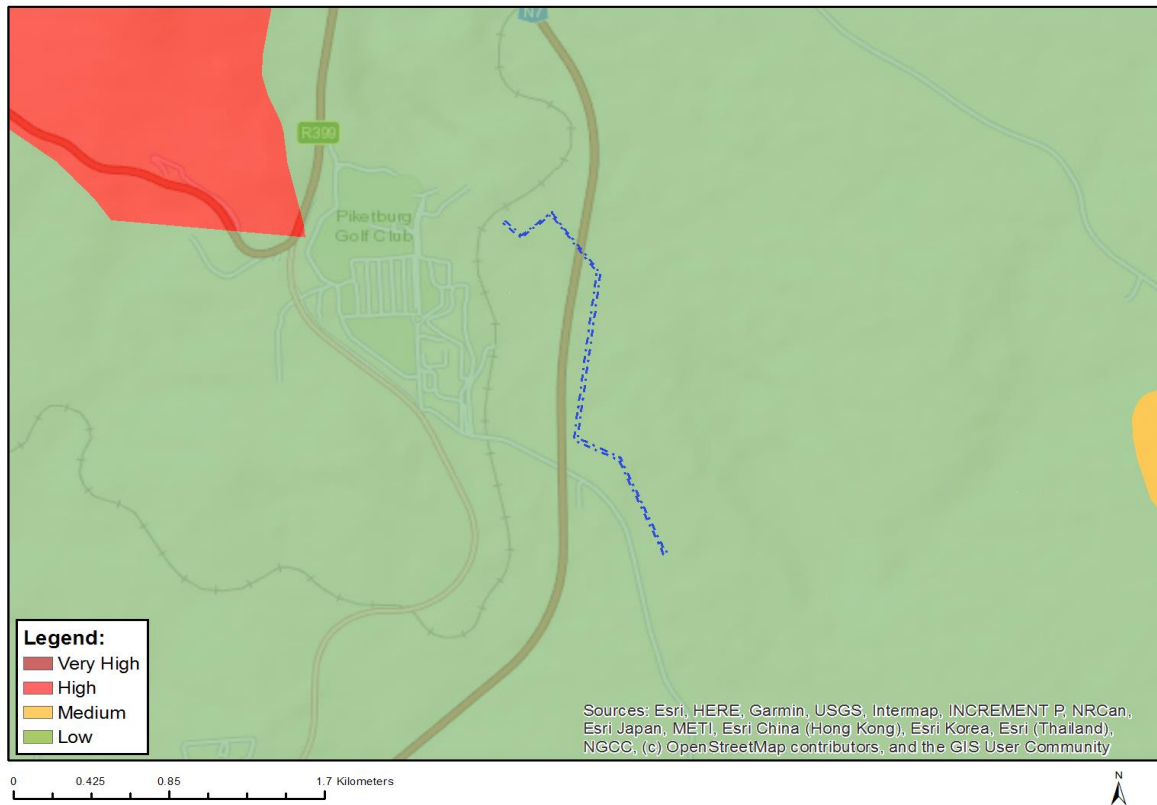 N7
R399
Piketburg
Golf Club
Legend:
Very High
High
Medium
Low
Sources: Esri, HERE, Garmin, USGS, Intermap, INCREMENT P, NRCan,
Esri Japan, METI, Esri China (Hong Kong), Esri Korea, Esri (Thailand),
NGCC, (c) OpenStreetMap contributors, and the GIS User Community
0 0.425 0.85 1.7 Kilometers
N